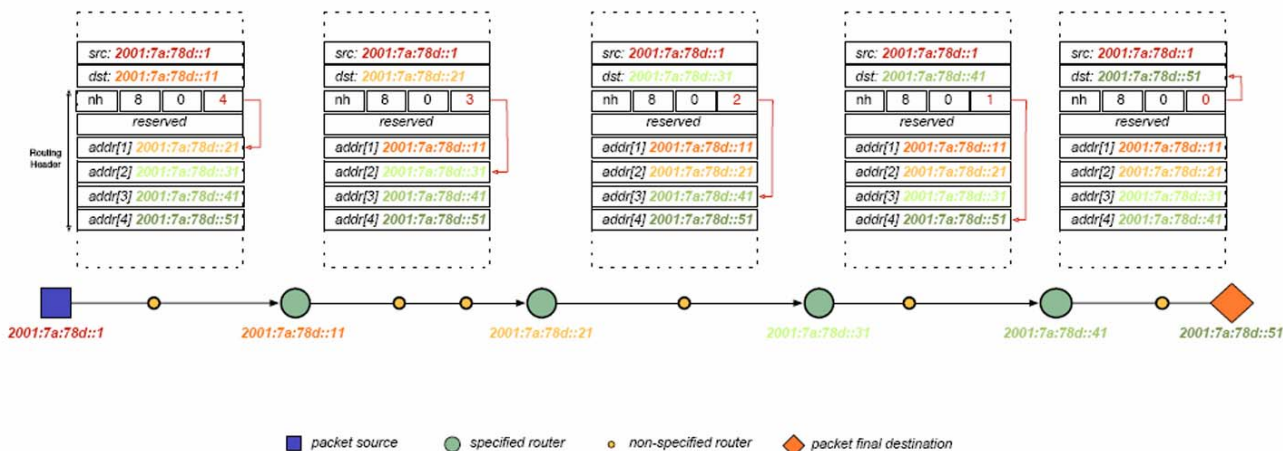 src: 2001:7a:78d::1
dst: 2001:7a:78d::11
nh 8 0 4
reserved
addr[1] 2001:7a:78d::21
addr[2] 2001:7a:78d::31
addr[3] 2001:7a:78d::41
addr[4] 2001:7a:78d::51
Routing
Header
src: 2001:7a:78d::1
dst: 2001:7a:78d::21
nh 8 0 3
reserved
addr[1] 2001:7a:78d::11
addr[2] 2001:7a:78d::31
addr[3] 2001:7a:78d::41
addr[4] 2001:7a:78d::51
src: 2001:7a:78d::1
dst: 2001:7a:78d::31
nh 8 0 2
reserved
addr[1] 2001:7a:78d::11
addr[2] 2001:7a:78d::21
addr[3] 2001:7a:78d::41
addr[4] 2001:7a:78d::51
src: 2001:7a:78d::1
dst: 2001:7a:78d::41
nh 8 0 1
reserved
addr[1] 2001:7a:78d::11
addr[2] 2001:7a:78d::21
addr[3] 2001:7a:78d::31
addr[4] 2001:7a:78d::51
src: 2001:7a:78d::1
dst: 2001:7a:78d::51
nh 8 0 0
reserved
addr[1] 2001:7a:78d::11
addr[2] 2001:7a:78d::21
addr[3] 2001:7a:78d::31
addr[4] 2001:7a:78d::41
2001:7a:78d::1
2001:7a:78d::11
2001:7a:78d::21
2001:7a:78d::31
2001:7a:78d::41
2001:7a:78d::51
packet source
specified router
non-specified router
packet final destination